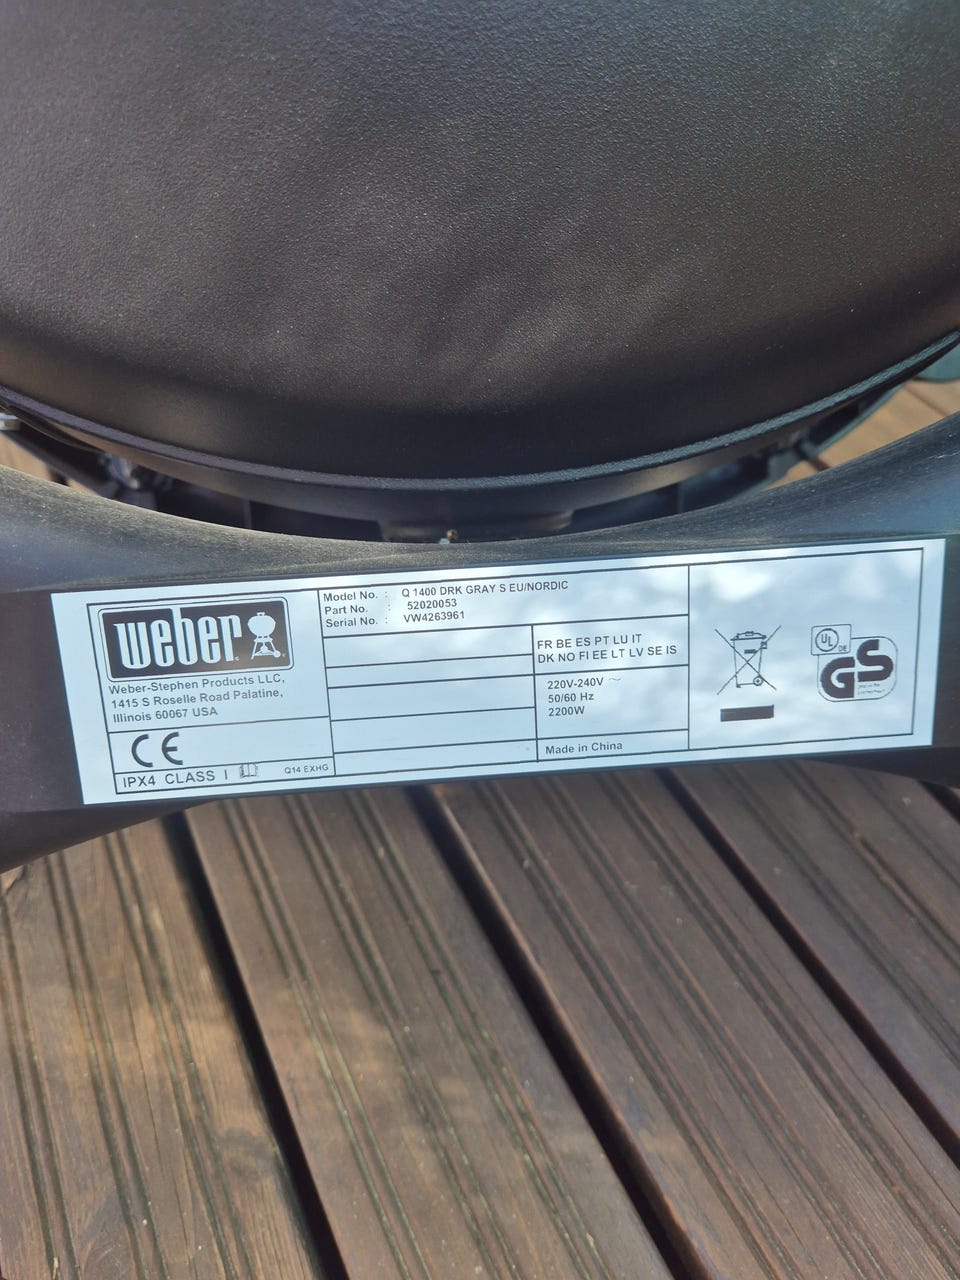 weber
Weber-Stephen Products LLC,
1415 S Roselle Road Palatine,
Illinois 60067 USA
CE
IPX4 CLASS I
Q14 EXHG
Model No. : Q 1400 DRK GRAY S EU/NORDIC
Part No. : 52020053
Serial No. : VW4263961
FR BE ES PT LU IT
DK NO FI EE LT LV SE IS
220V-240V ~
50/60 Hz
2200W
Made in China
UL
DE
GS